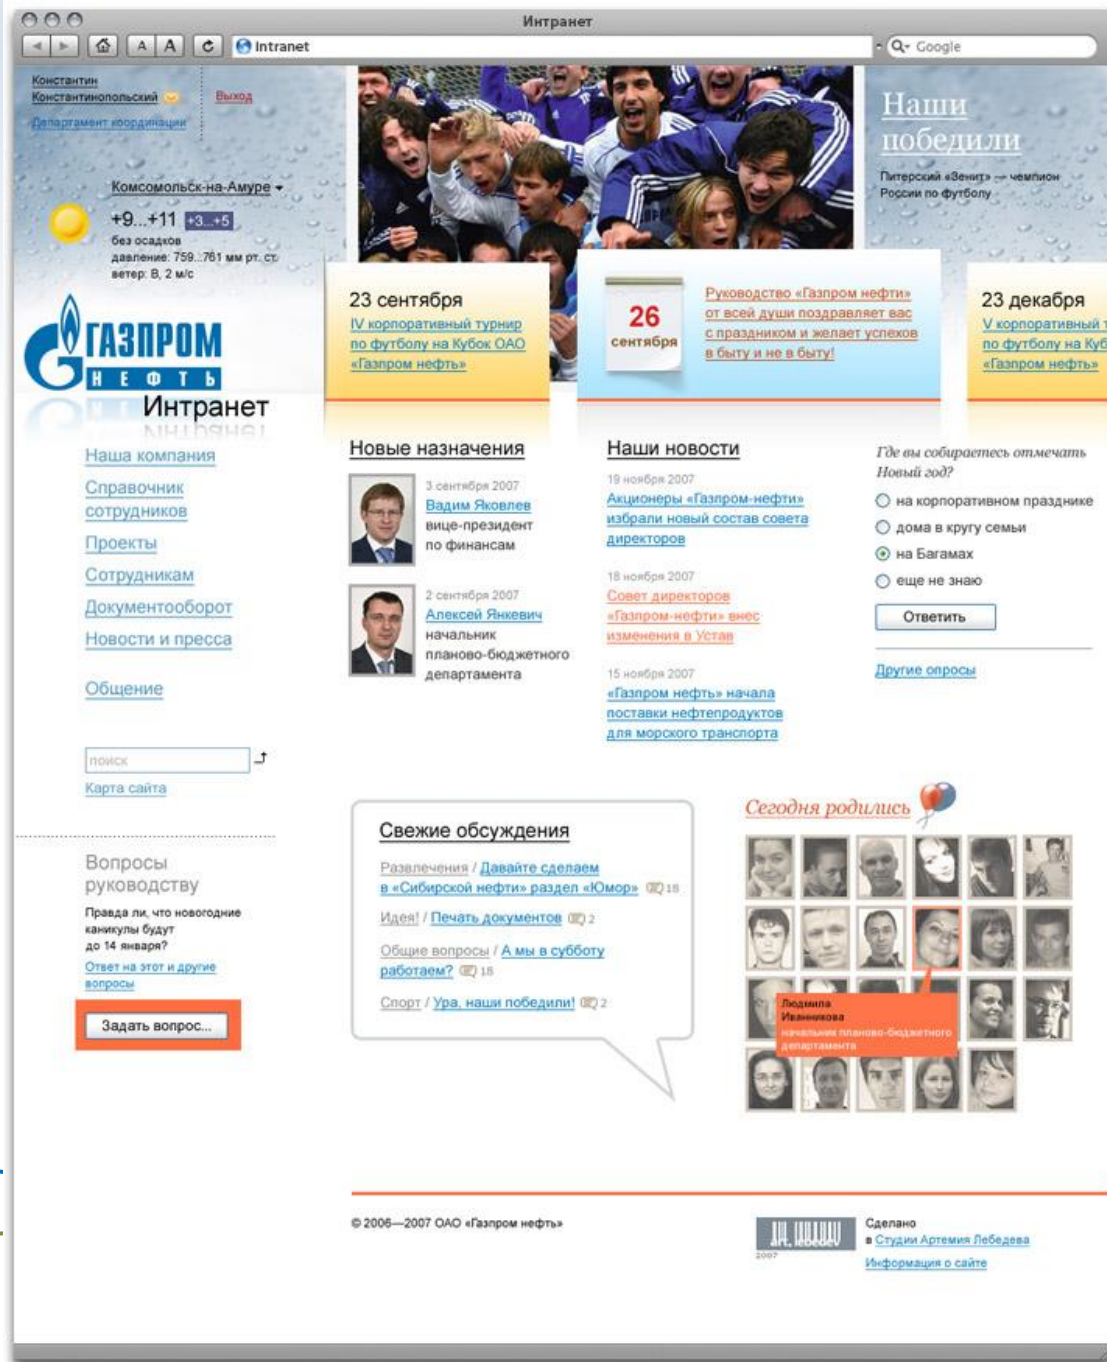 Интранет
A A
Intranet
Google
Константин
Константинопольский
Выход
Департамент координации
Комсомольск-на-Амуре
+9...+11 +3...+5
без осадков
давление: 759...761 мм рт. ст.
ветер: В, 2 м/с
Наши
победили
Питерский «Зенит» — чемпион
России по футболу
ГАЗПРОМ
НЕФТЬ
Интранет
23 сентября
IV корпоративный турнир
по футболу на Кубок ОАО
«Газпром нефть»
26
сентября
Руководство «Газпром нефти»
от всей души поздравляет вас
с праздником и желает успехов
в быту и не в быту!
23 декабря
V корпоративный т
по футболу на Куб
«Газпром нефть»
Наша компания
Справочник
сотрудников
Проекты
Сотрудникам
Документооборот
Новости и пресса
Общение
поиск
Карта сайта
Вопросы
руководству
Правда ли, что новогодние
каникулы будут
до 14 января?
Ответ на этот и другие
вопросы
Задать вопрос...
Новые назначения
3 сентября 2007
Вадим Яковлев
вице-президент
по финансам
2 сентября 2007
Алексей Янкевич
начальник
планово-бюджетного
департамента
Наши новости
19 ноября 2007
Акционеры «Газпром-нефти»
избрали новый состав совета
директоров
18 ноября 2007
Совет директоров
«Газпром-нефти» внес
изменения в Устав
15 ноября 2007
«Газпром нефть» начала
поставки нефтепродуктов
для морского транспорта
Где вы собираетесь отмечать
Новый год?
на корпоративном празднике
дома в кругу семьи
на Багамах
еще не знаю
Ответить
Другие опросы
Свежие обсуждения
Развлечения / Давайте сделаем
в «Сибирской нефти» раздел «Юмор» 18
Идея! / Печать документов 2
Общие вопросы / А мы в субботу
работаем? 18
Спорт / Ура, наши победили! 2
Сегодня родились
Людмила
Иванникова
начальник планово-бюджетного
департамента
© 2006—2007 ОАО «Газпром нефть»
art. lebedev
2007
Сделано
в Студии Артемия Лебедева
Информация о сайте